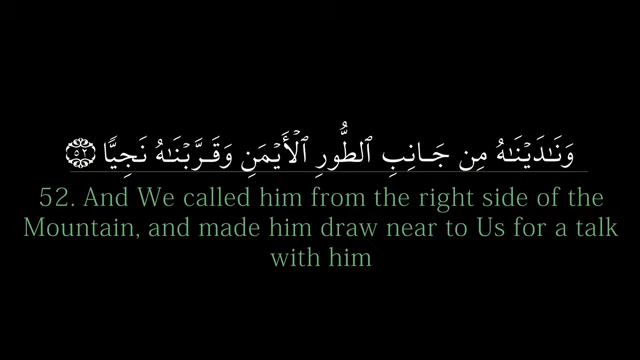 وَنَٰدَيْنَٰهُ مِن جَانِبِ ٱلطُّورِ ٱلْأَيْمَنِ وَقَرَّبْنَٰهُ نَجِيًّا ۝٥٢
52. And We called him from the right side of the
Mountain, and made him draw near to Us for a talk
with him